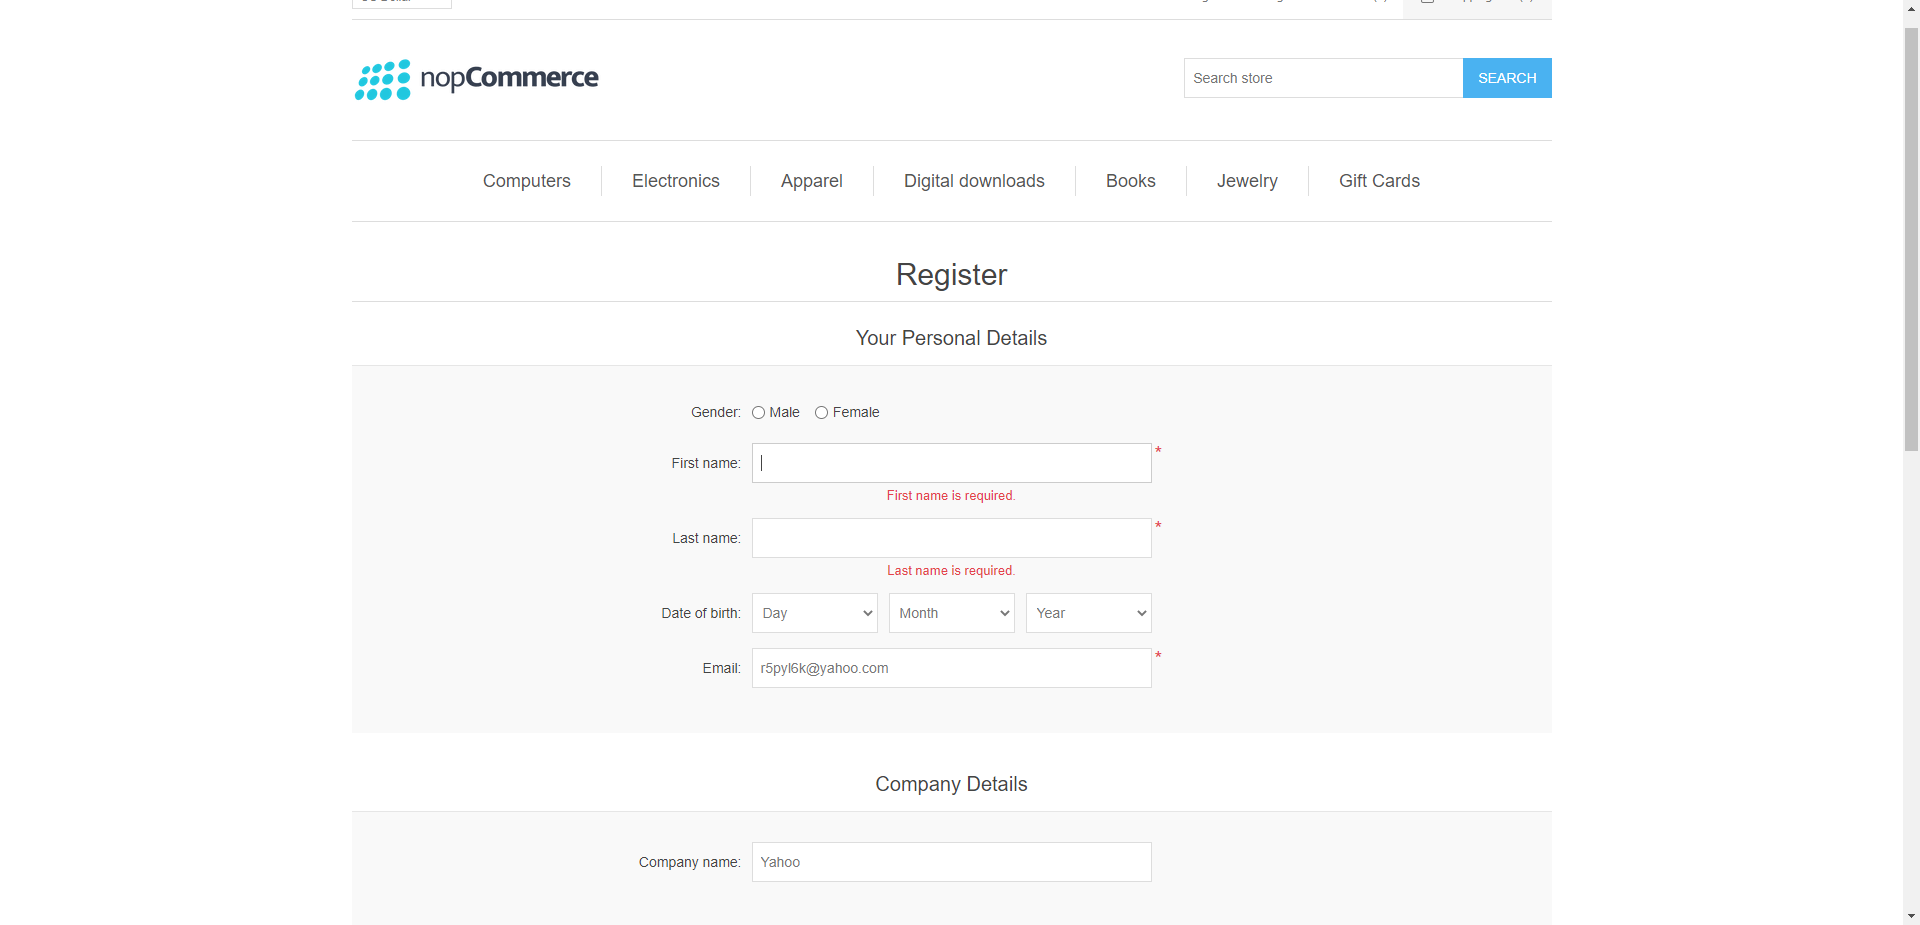 nopCommerce
Search store
SEARCH
Computers
Electronics
Apparel
Digital downloads
Books
Jewelry
Gift Cards
Register
Your Personal Details
Gender: Male Female
First name: *
First name is required.
Last name: *
Last name is required.
Date of birth: Day Month Year
Email: r5pyl6k@yahoo.com *
Company Details
Company name: Yahoo